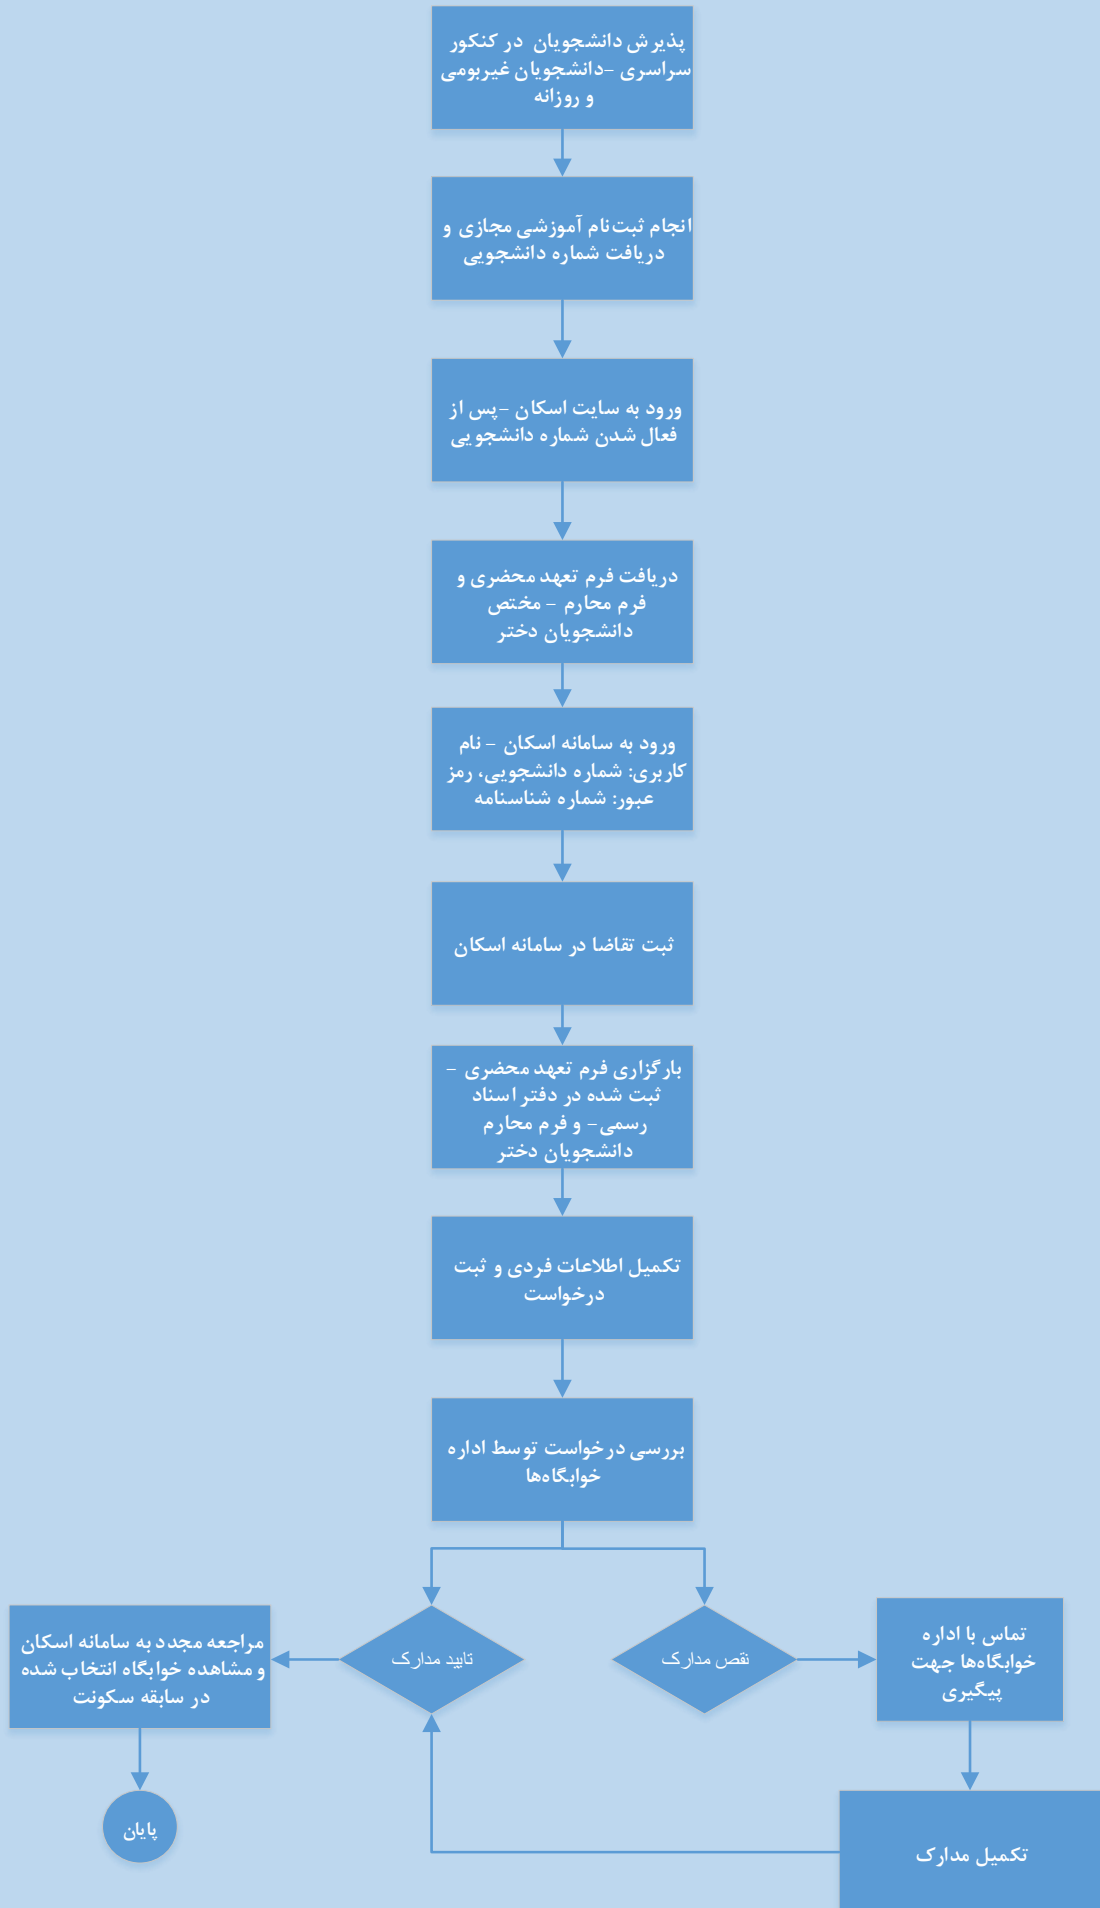 پذیرش دانشجویان در کنکور
سراسری –دانشجویان غیربومی
و روزانه
انجام ثبت‌نام آموزشی مجازی و
دریافت شماره دانشجویی
ورود به سایت اسکان –پس از
فعال شدن شماره دانشجویی
دریافت فرم تعهد محضری و
فرم محارم – مختص
دانشجویان دختر
ورود به سامانه اسکان – نام
کاربری: شماره دانشجویی، رمز
عبور: شماره شناسنامه
ثبت تقاضا در سامانه اسکان
بارگزاری فرم تعهد محضری –
ثبت شده در دفتر اسناد
رسمی– و فرم محارم
دانشجویان دختر
تکمیل اطلاعات فردی و ثبت
درخواست
بررسی درخواست توسط اداره
خوابگاه‌ها
تماس با اداره
خوابگاه‌ها جهت
پیگیری
نقص مدارک
تایید مدارک
مراجعه مجدد به سامانه اسکان
و مشاهده خوابگاه انتخاب شده
در سابقه سکونت
تکمیل مدارک
پایان